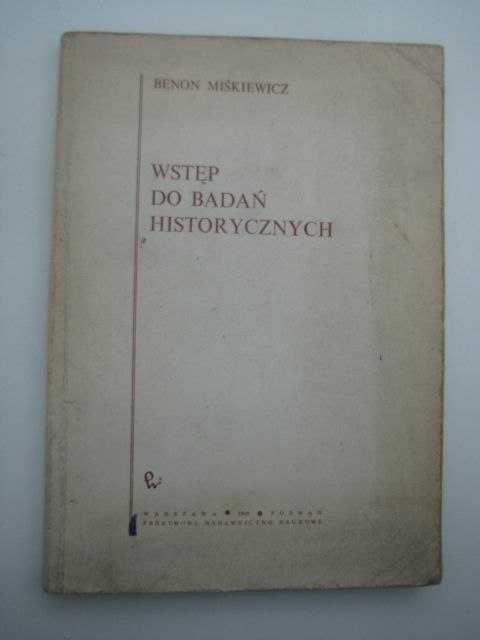 BENON MIŚKIEWICZ
WSTĘP
DO BADAŃ
HISTORYCZNYCH
WARSZAWA • • POZNAŃ
PAŃSTWOWE WYDAWNICTWO NAUKOWE